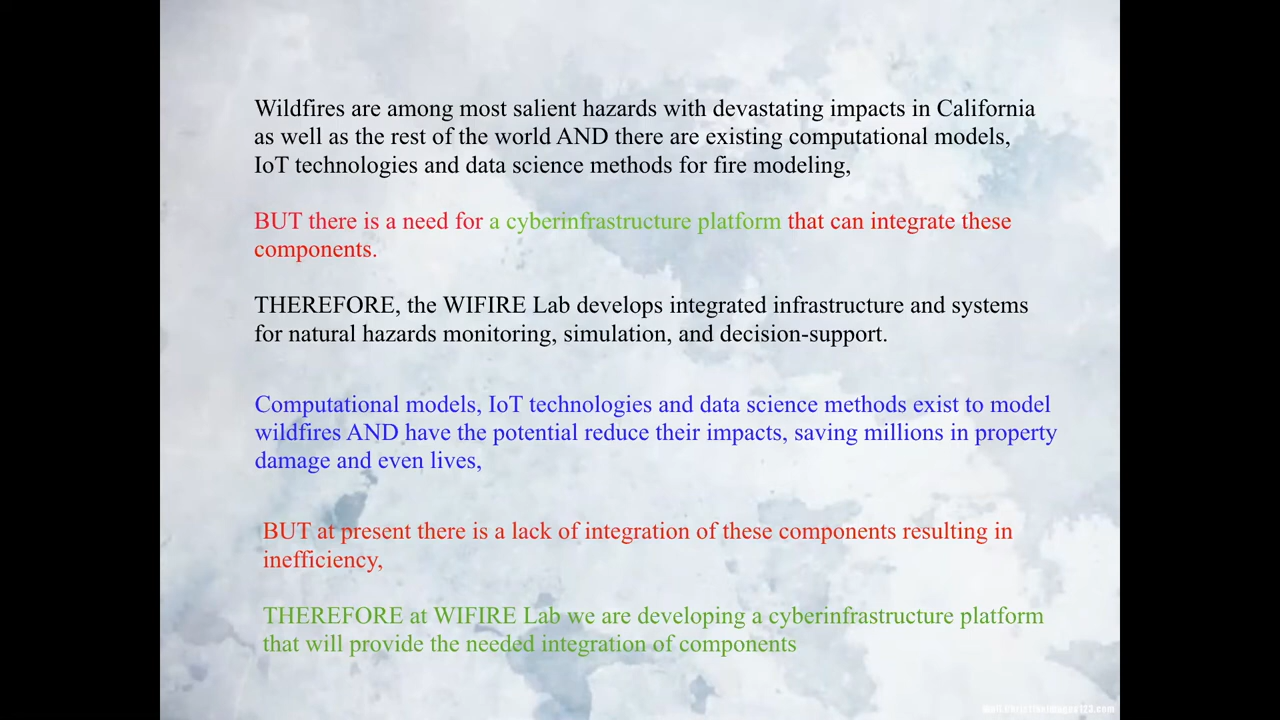 Wildfires are among most salient hazards with devastating impacts in California
as well as the rest of the world AND there are existing computational models,
IoT technologies and data science methods for fire modeling,
BUT there is a need for a cyberinfrastructure platform that can integrate these
components.
THEREFORE, the WIFIRE Lab develops integrated infrastructure and systems
for natural hazards monitoring, simulation, and decision-support.
Computational models, IoT technologies and data science methods exist to model
wildfires AND have the potential reduce their impacts, saving millions in property
damage and even lives,
BUT at present there is a lack of integration of these components resulting in
inefficiency,
THEREFORE at WIFIRE Lab we are developing a cyberinfrastructure platform
that will provide the needed integration of components